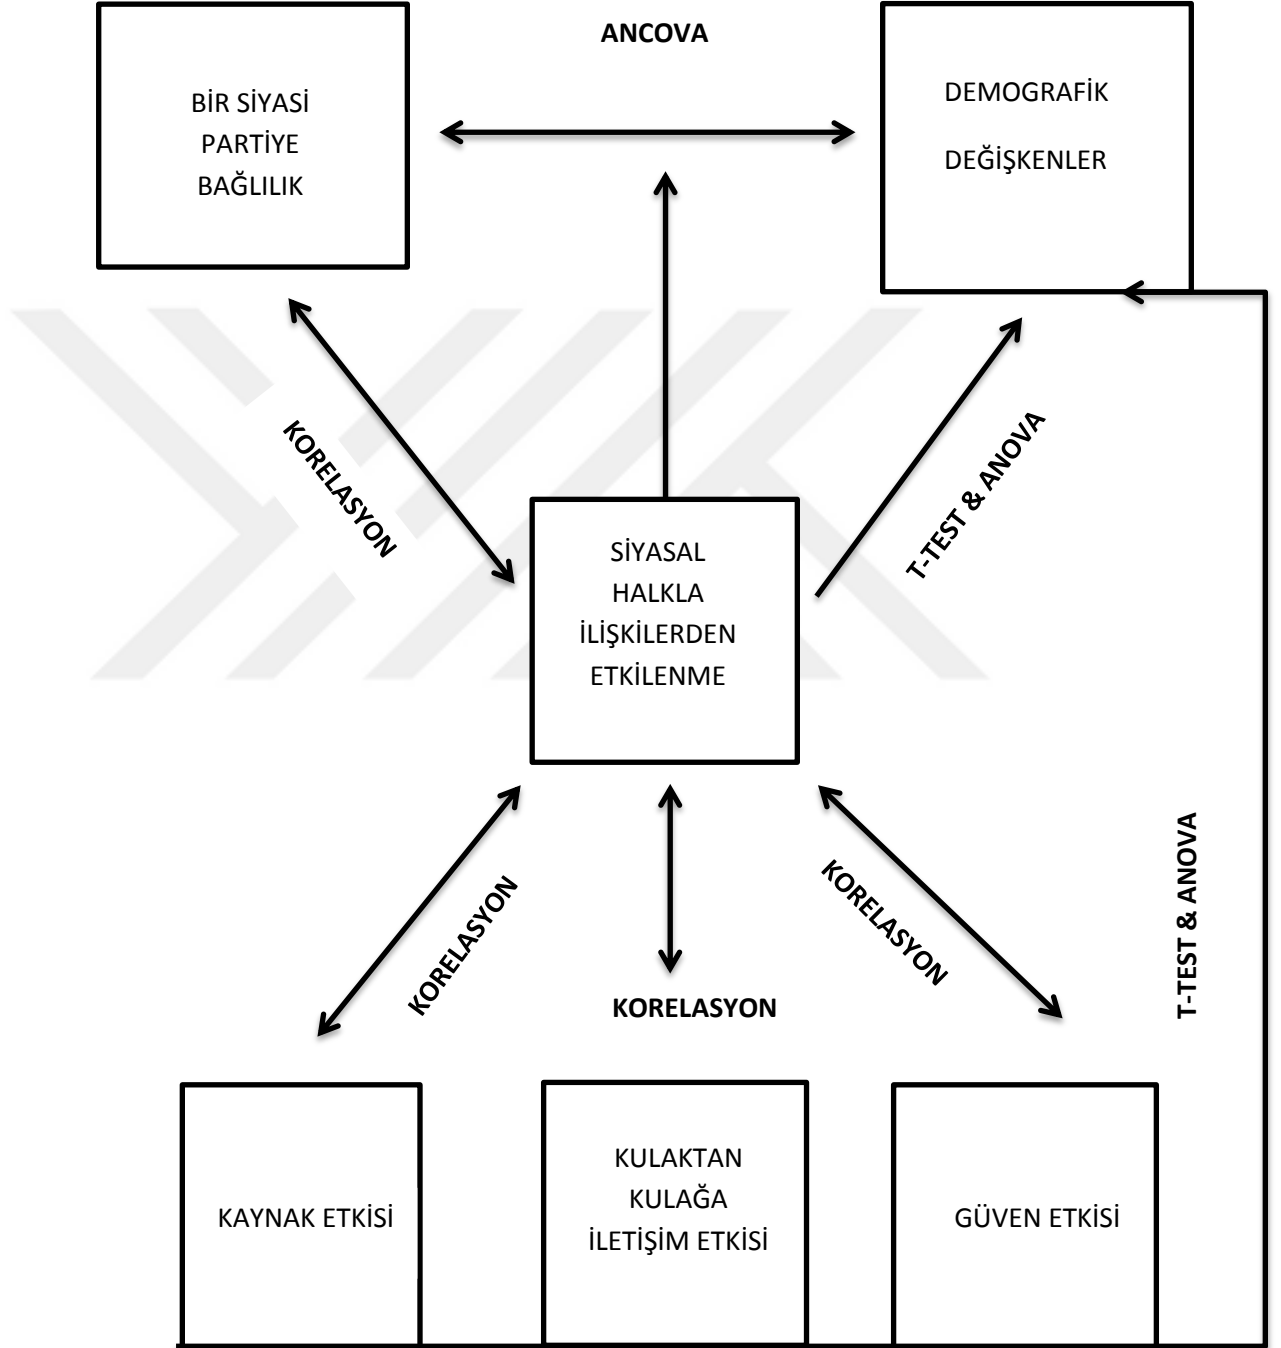 ANCOVA
BİR SİYASİ
PARTİYE
BAĞLILIK
DEMOGRAFİK
DEĞİŞKENLER
KORELASYON
T-TEST & ANOVA
SİYASAL
HALKLA
İLİŞKİLERDEN
ETKİLENME
KORELASYON
KORELASYON
KORELASYON
T-TEST & ANOVA
KAYNAK ETKİSİ
KULAKTAN
KULAĞA
İLETİŞİM ETKİSİ
GÜVEN ETKİSİ